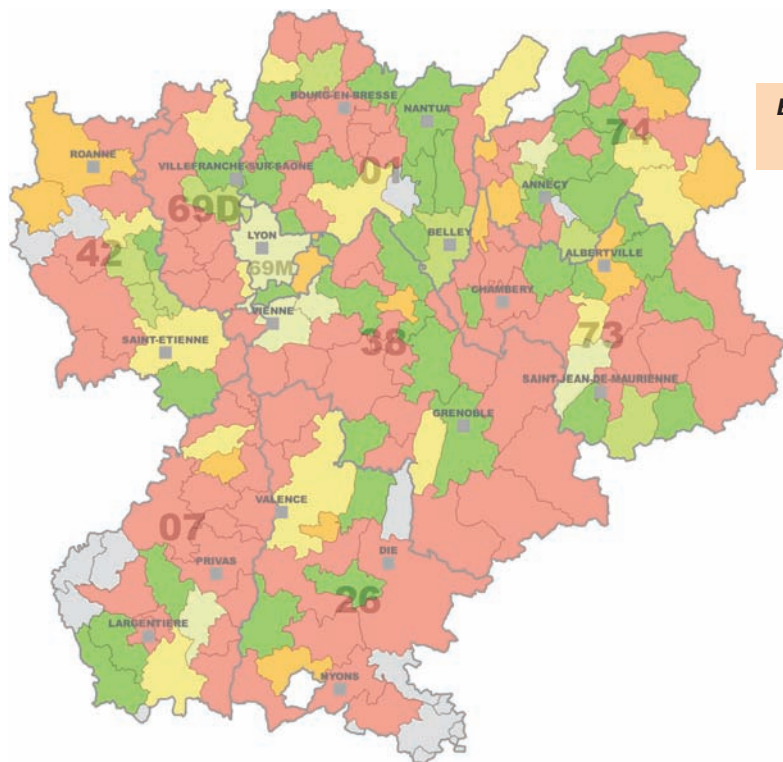 BOURG-EN-BRESSE
NANTUA
74
ROANNE
VILLEFRANCHE-SUR-SAONE
01
ANNECY
69D
LYON
BELLEY
42
69M
ALBERTVILLE
CHAMBERY
VIENNE
SAINT-ETIENNE
38
73
SAINT-JEAN-DE-MAURIENNE
GRENOBLE
VALENCE
07
DIE
PRIVAS
26
LARGENTIERE
NYONS